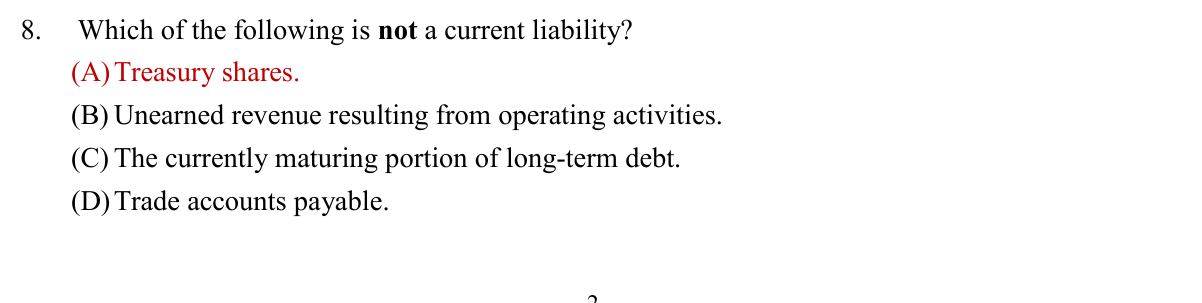 8. Which of the following is not a current liability?
(A) Treasury shares.
(B) Unearned revenue resulting from operating activities.
(C) The currently maturing portion of long-term debt.
(D) Trade accounts payable.